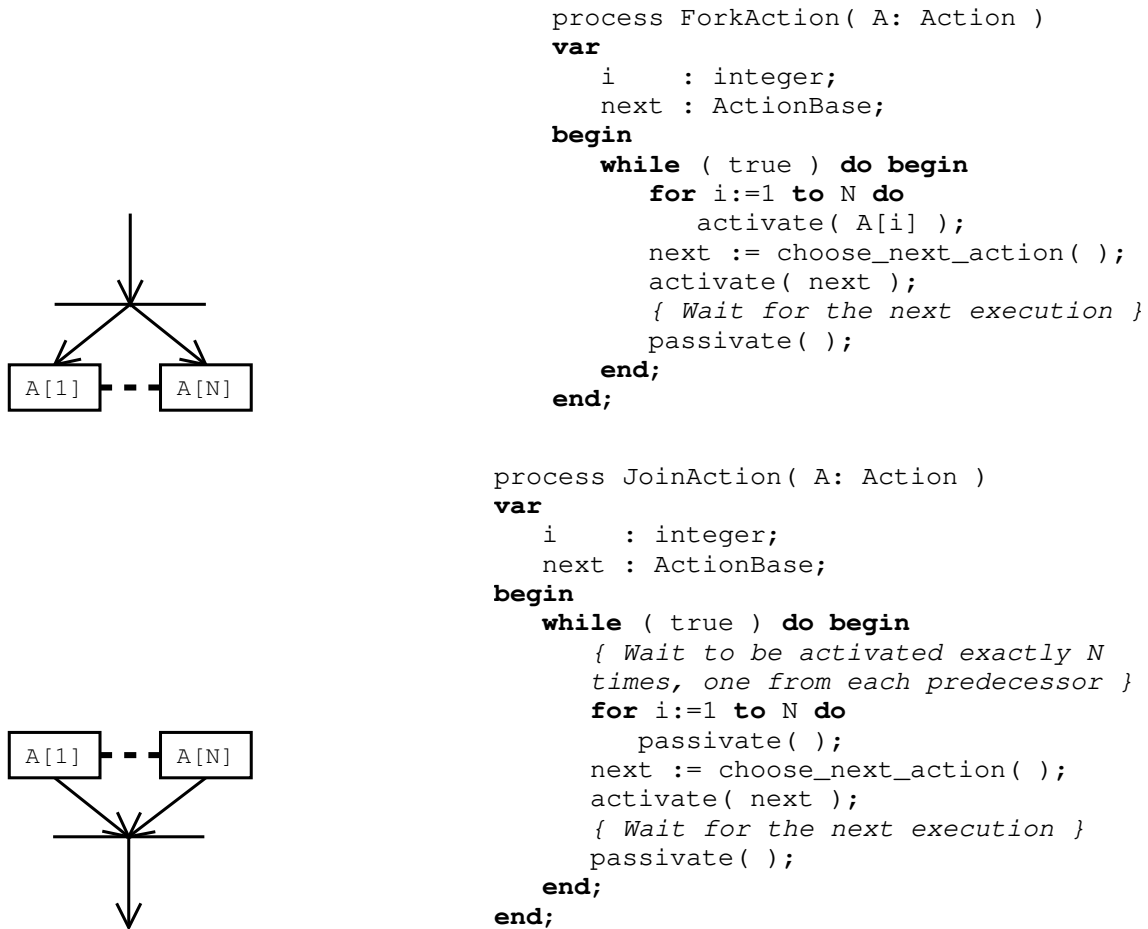 process ForkAction( A: Action )
var
i : integer;
next : ActionBase;
begin
while ( true ) do begin
for i:=1 to N do
activate( A[i] );
next := choose_next_action( );
activate( next );
{ Wait for the next execution }
passivate( );
end;
end;
A[1] A[N]
process JoinAction( A: Action )
var
i : integer;
next : ActionBase;
begin
while ( true ) do begin
{ Wait to be activated exactly N
times, one from each predecessor }
for i:=1 to N do
passivate( );
next := choose_next_action( );
activate( next );
{ Wait for the next execution }
passivate( );
end;
end;
A[1] A[N]